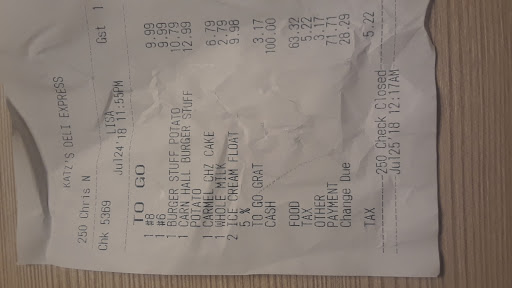 KATZ'S DELI EXPRESS
250 Chris N
Chk 5369 LISA Gst 1
Jul24'18 11:55PM
TO GO
1 #8 9.99
1 #6 9.99
1 BURGER STUFF POTATO 10.79
1 CARN HALL BURGER STUFF 12.99
POTATO
1 CARMEL CHZ CAKE 6.79
1 WHOLE MILK 2.79
2 ICE CREAM FLOAT 9.98
5 %
TO GO GRAT 3.17
CASH 100.00
FOOD 63.32
TAX 5.22
OTHER 3.17
PAYMENT 71.71
Change Due 28.29
TAX 5.22
250 Check Closed
Jul25'18 12:17AM